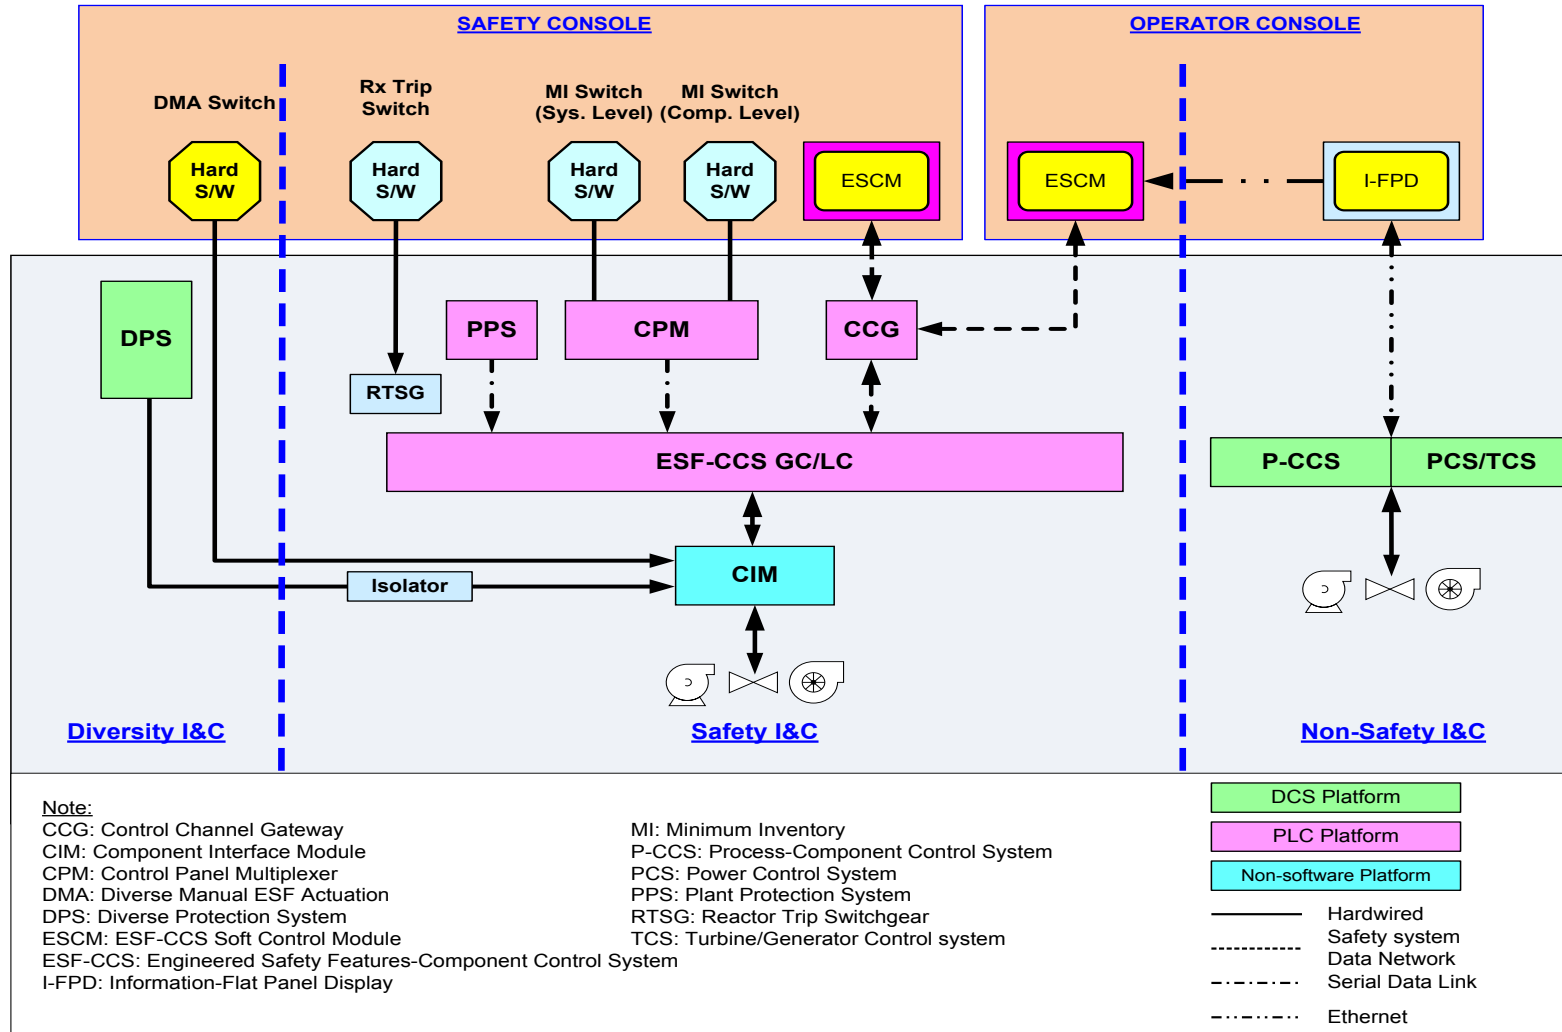 SAFETY CONSOLE
OPERATOR CONSOLE
DMA Switch
Rx Trip
Switch
MI Switch
(Sys. Level)
MI Switch
(Comp. Level)
Hard
S/W
Hard
S/W
Hard
S/W
Hard
S/W
ESCM
ESCM
I-FPD
DPS
PPS
CPM
CCG
RTSG
ESF-CCS GC/LC
P-CCS
PCS/TCS
CIM
Isolator
Diversity I&C
Safety I&C
Non-Safety I&C
Note:
CCG: Control Channel Gateway
CIM: Component Interface Module
CPM: Control Panel Multiplexer
DMA: Diverse Manual ESF Actuation
DPS: Diverse Protection System
ESCM: ESF-CCS Soft Control Module
ESF-CCS: Engineered Safety Features-Component Control System
I-FPD: Information-Flat Panel Display
MI: Minimum Inventory
P-CCS: Process-Component Control System
PCS: Power Control System
PPS: Plant Protection System
RTSG: Reactor Trip Switchgear
TCS: Turbine/Generator Control system
DCS Platform
PLC Platform
Non-software Platform
Hardwired
Safety system
Data Network
Serial Data Link
Ethernet